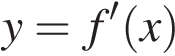 y = f′(x)